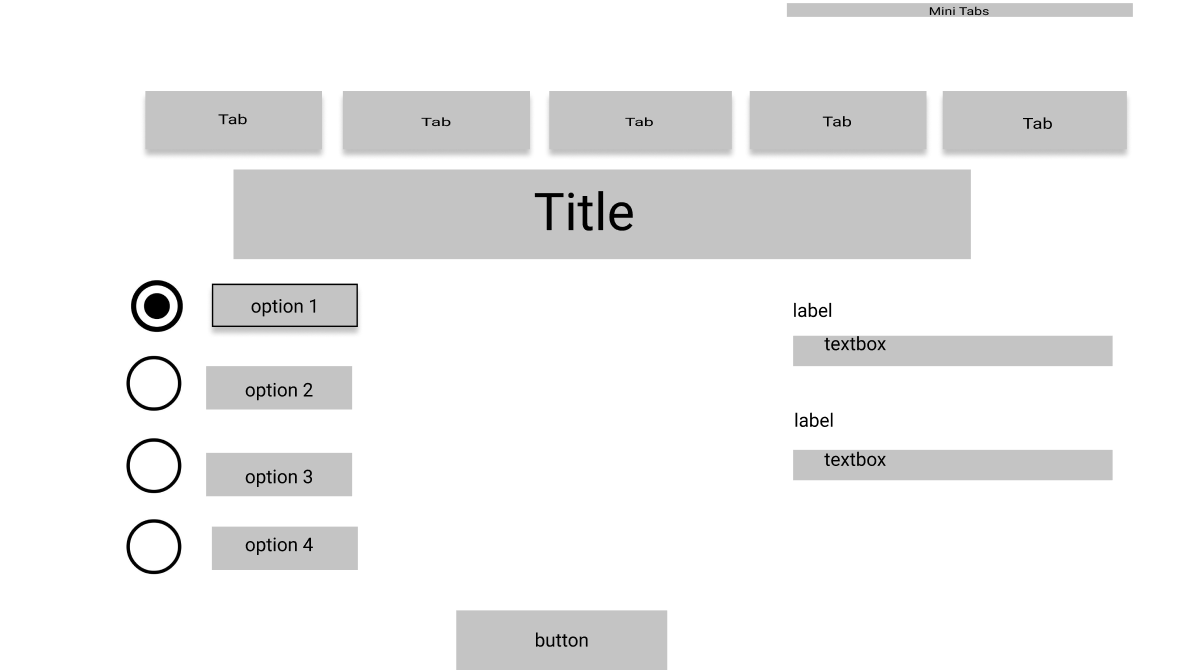 Mini Tabs
Tab
Tab
Tab
Tab
Tab
Title
option 1
option 2
option 3
option 4
label
textbox
label
textbox
button